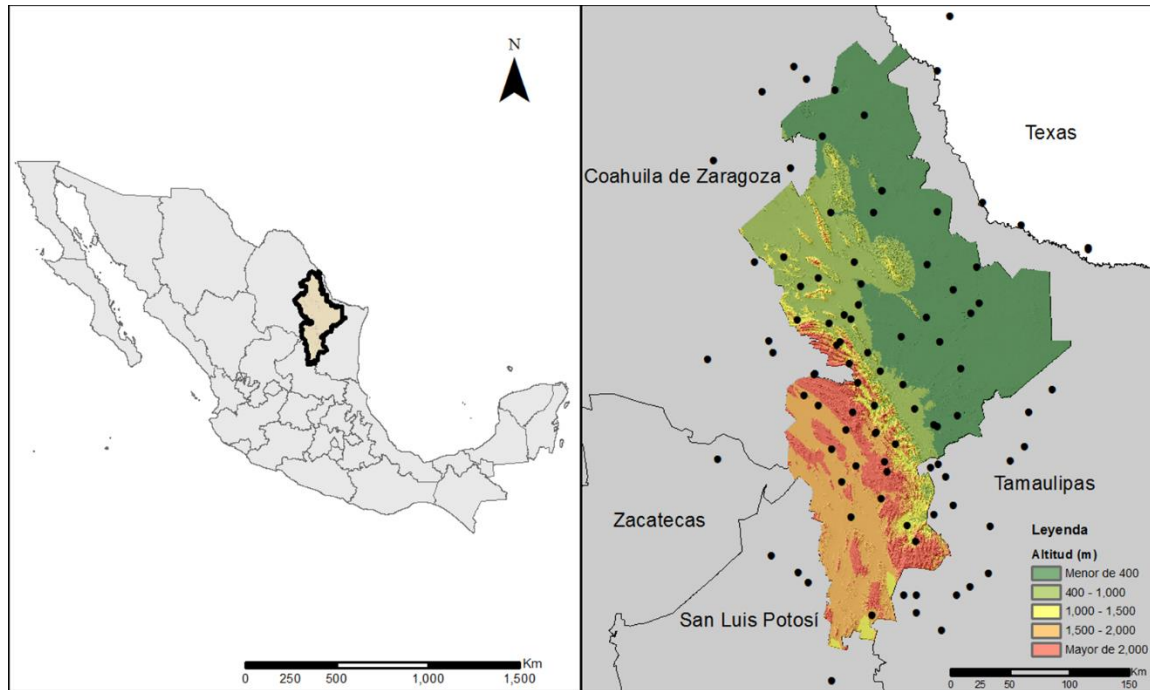 N
0 250 500 1,000 1,500
Km
Texas
Coahuila de Zaragoza
Tamaulipas
Zacatecas
San Luis Potosí
Leyenda
Altitud (m)
Menor de 400
400 - 1,000
1,000 - 1,500
1,500 - 2,000
Mayor de 2,000
Km
0 25 50 100 150